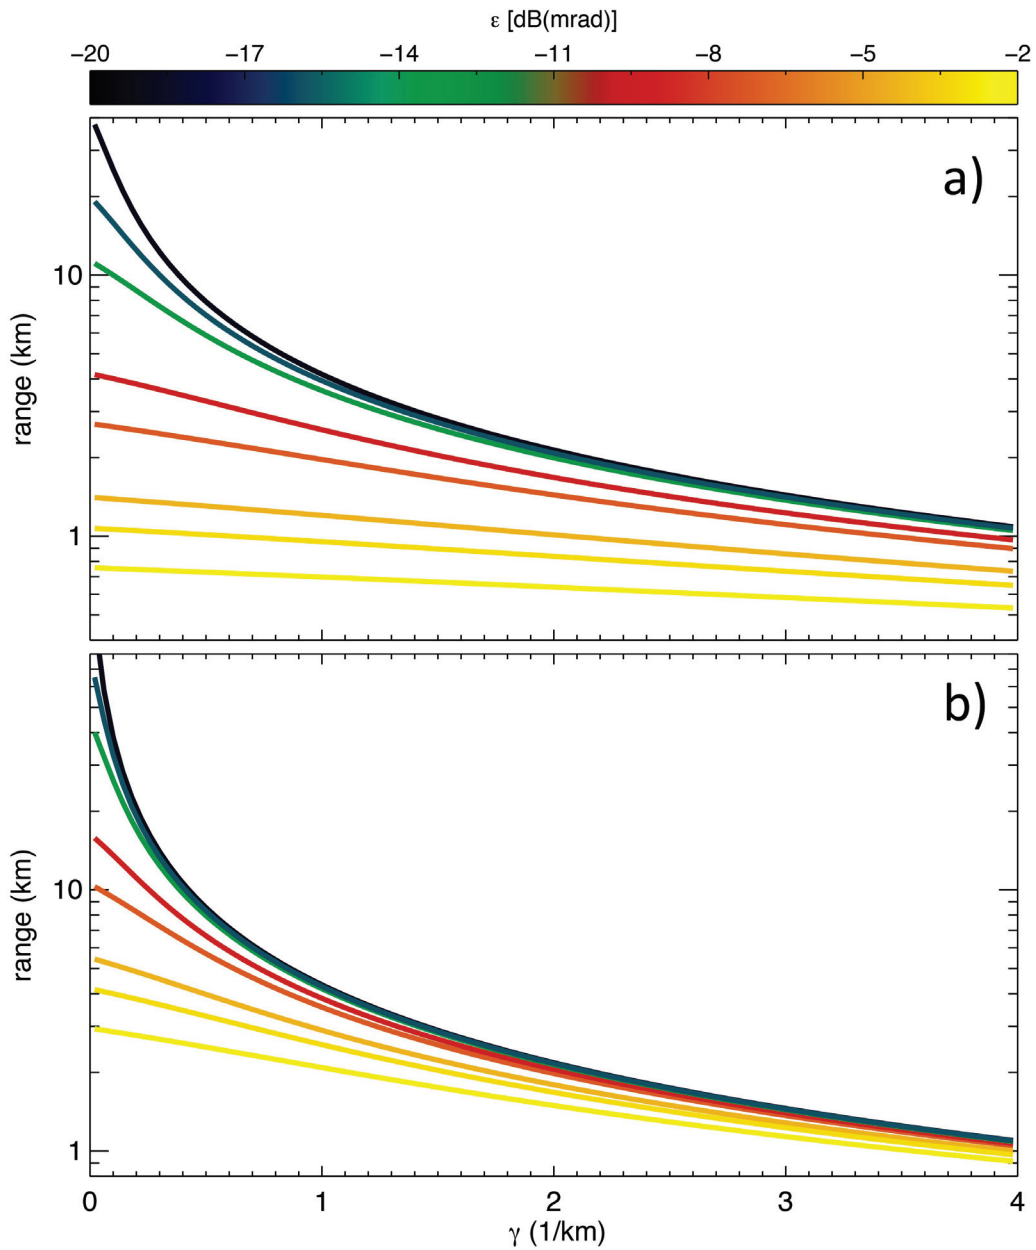 ε [dB(mrad)]
−20 −17 −14 −11 −8 −5 −2
a)
10
range (km)
1
b)
10
range (km)
1
0 1 2 3 4
γ (1/km)